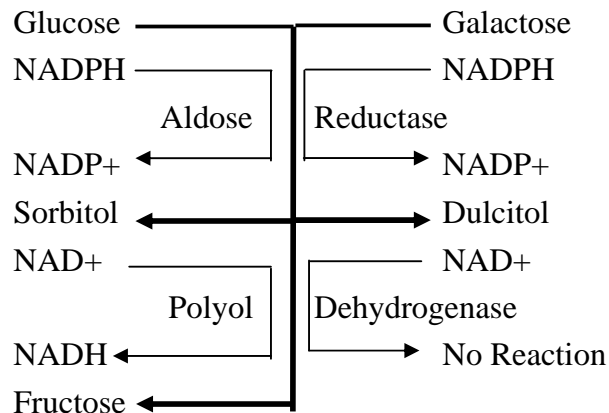 Glucose Galactose
NADPH NADPH
Aldose Reductase
NADP+ NADP+
Sorbitol Dulcitol
NAD+ NAD+
Polyol Dehydrogenase
NADH No Reaction
Fructose